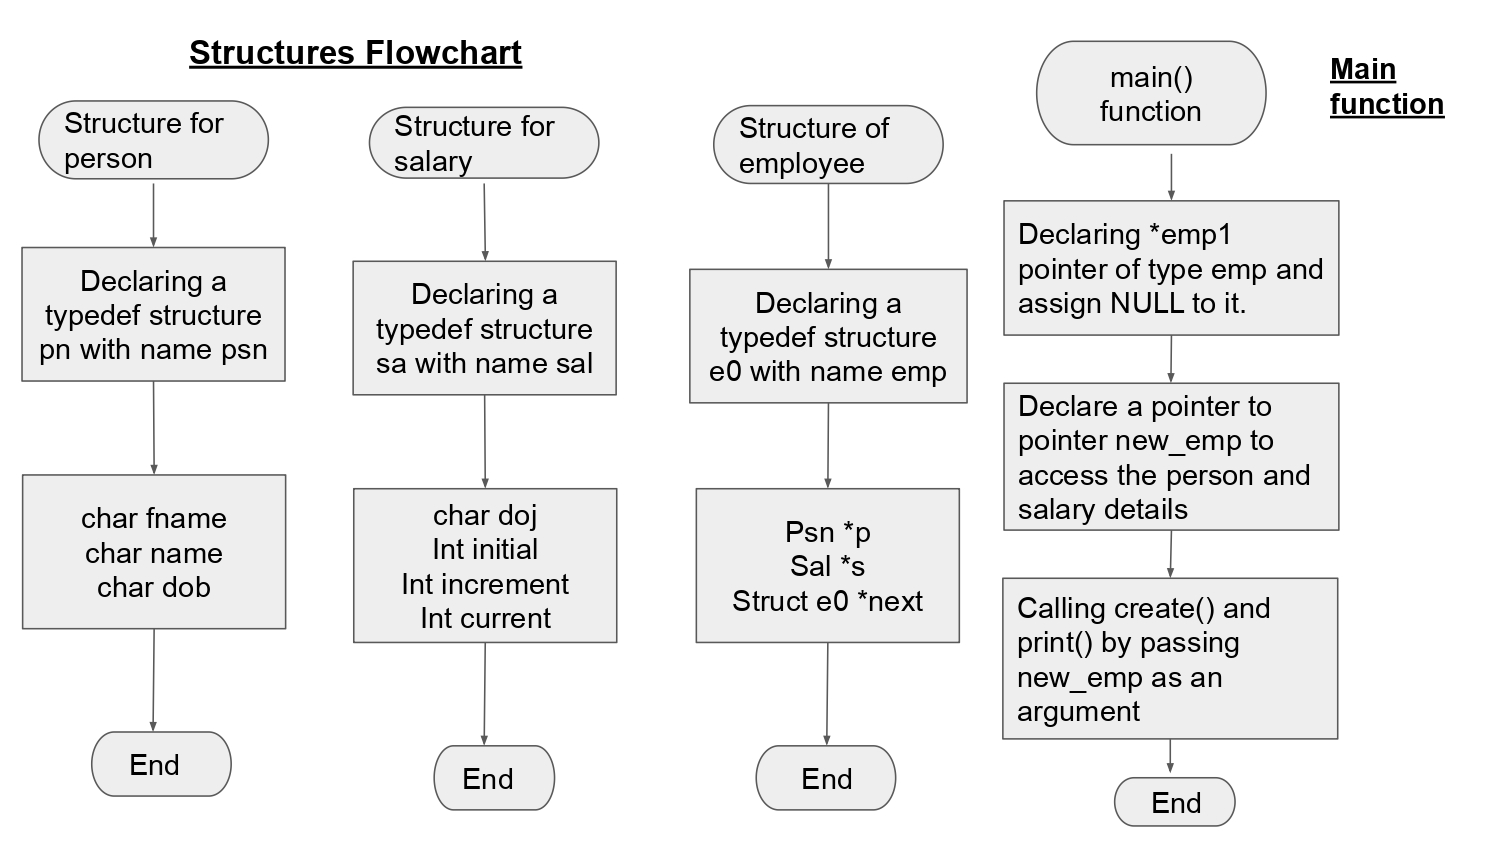 Structures Flowchart
Structure for
person
Declaring a
typedef structure
pn with name psn
char fname
char name
char dob
End
Structure for
salary
Declaring a
typedef structure
sa with name sal
char doj
Int initial
Int increment
Int current
End
Structure of
employee
Declaring a
typedef structure
e0 with name emp
Psn *p
Sal *s
Struct e0 *next
End
Main
function
main()
function
Declaring *emp1
pointer of type emp and
assign NULL to it.
Declare a pointer to
pointer new_emp to
access the person and
salary details
Calling create() and
print() by passing
new_emp as an
argument
End